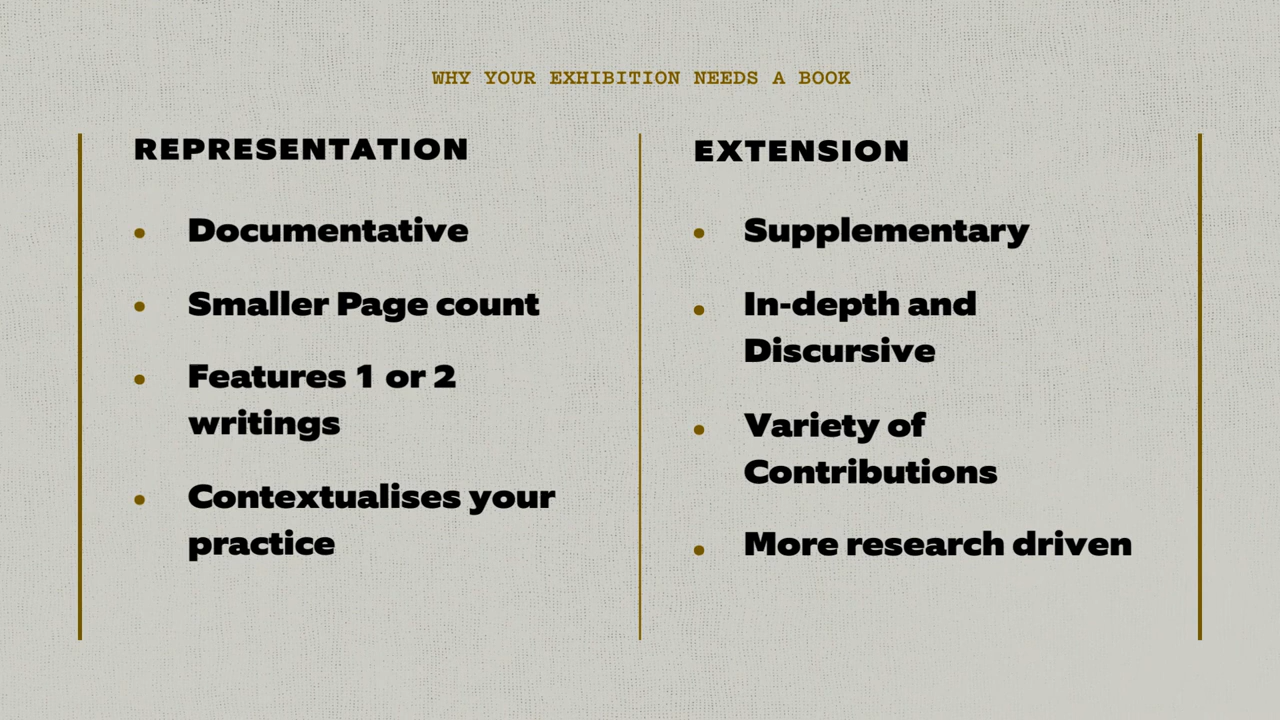 WHY YOUR EXHIBITION NEEDS A BOOK
REPRESENTATION
• Documentative
• Smaller Page count
• Features 1 or 2
writings
• Contextualises your
practice
EXTENSION
• Supplementary
• In-depth and
Discursive
• Variety of
Contributions
• More research driven